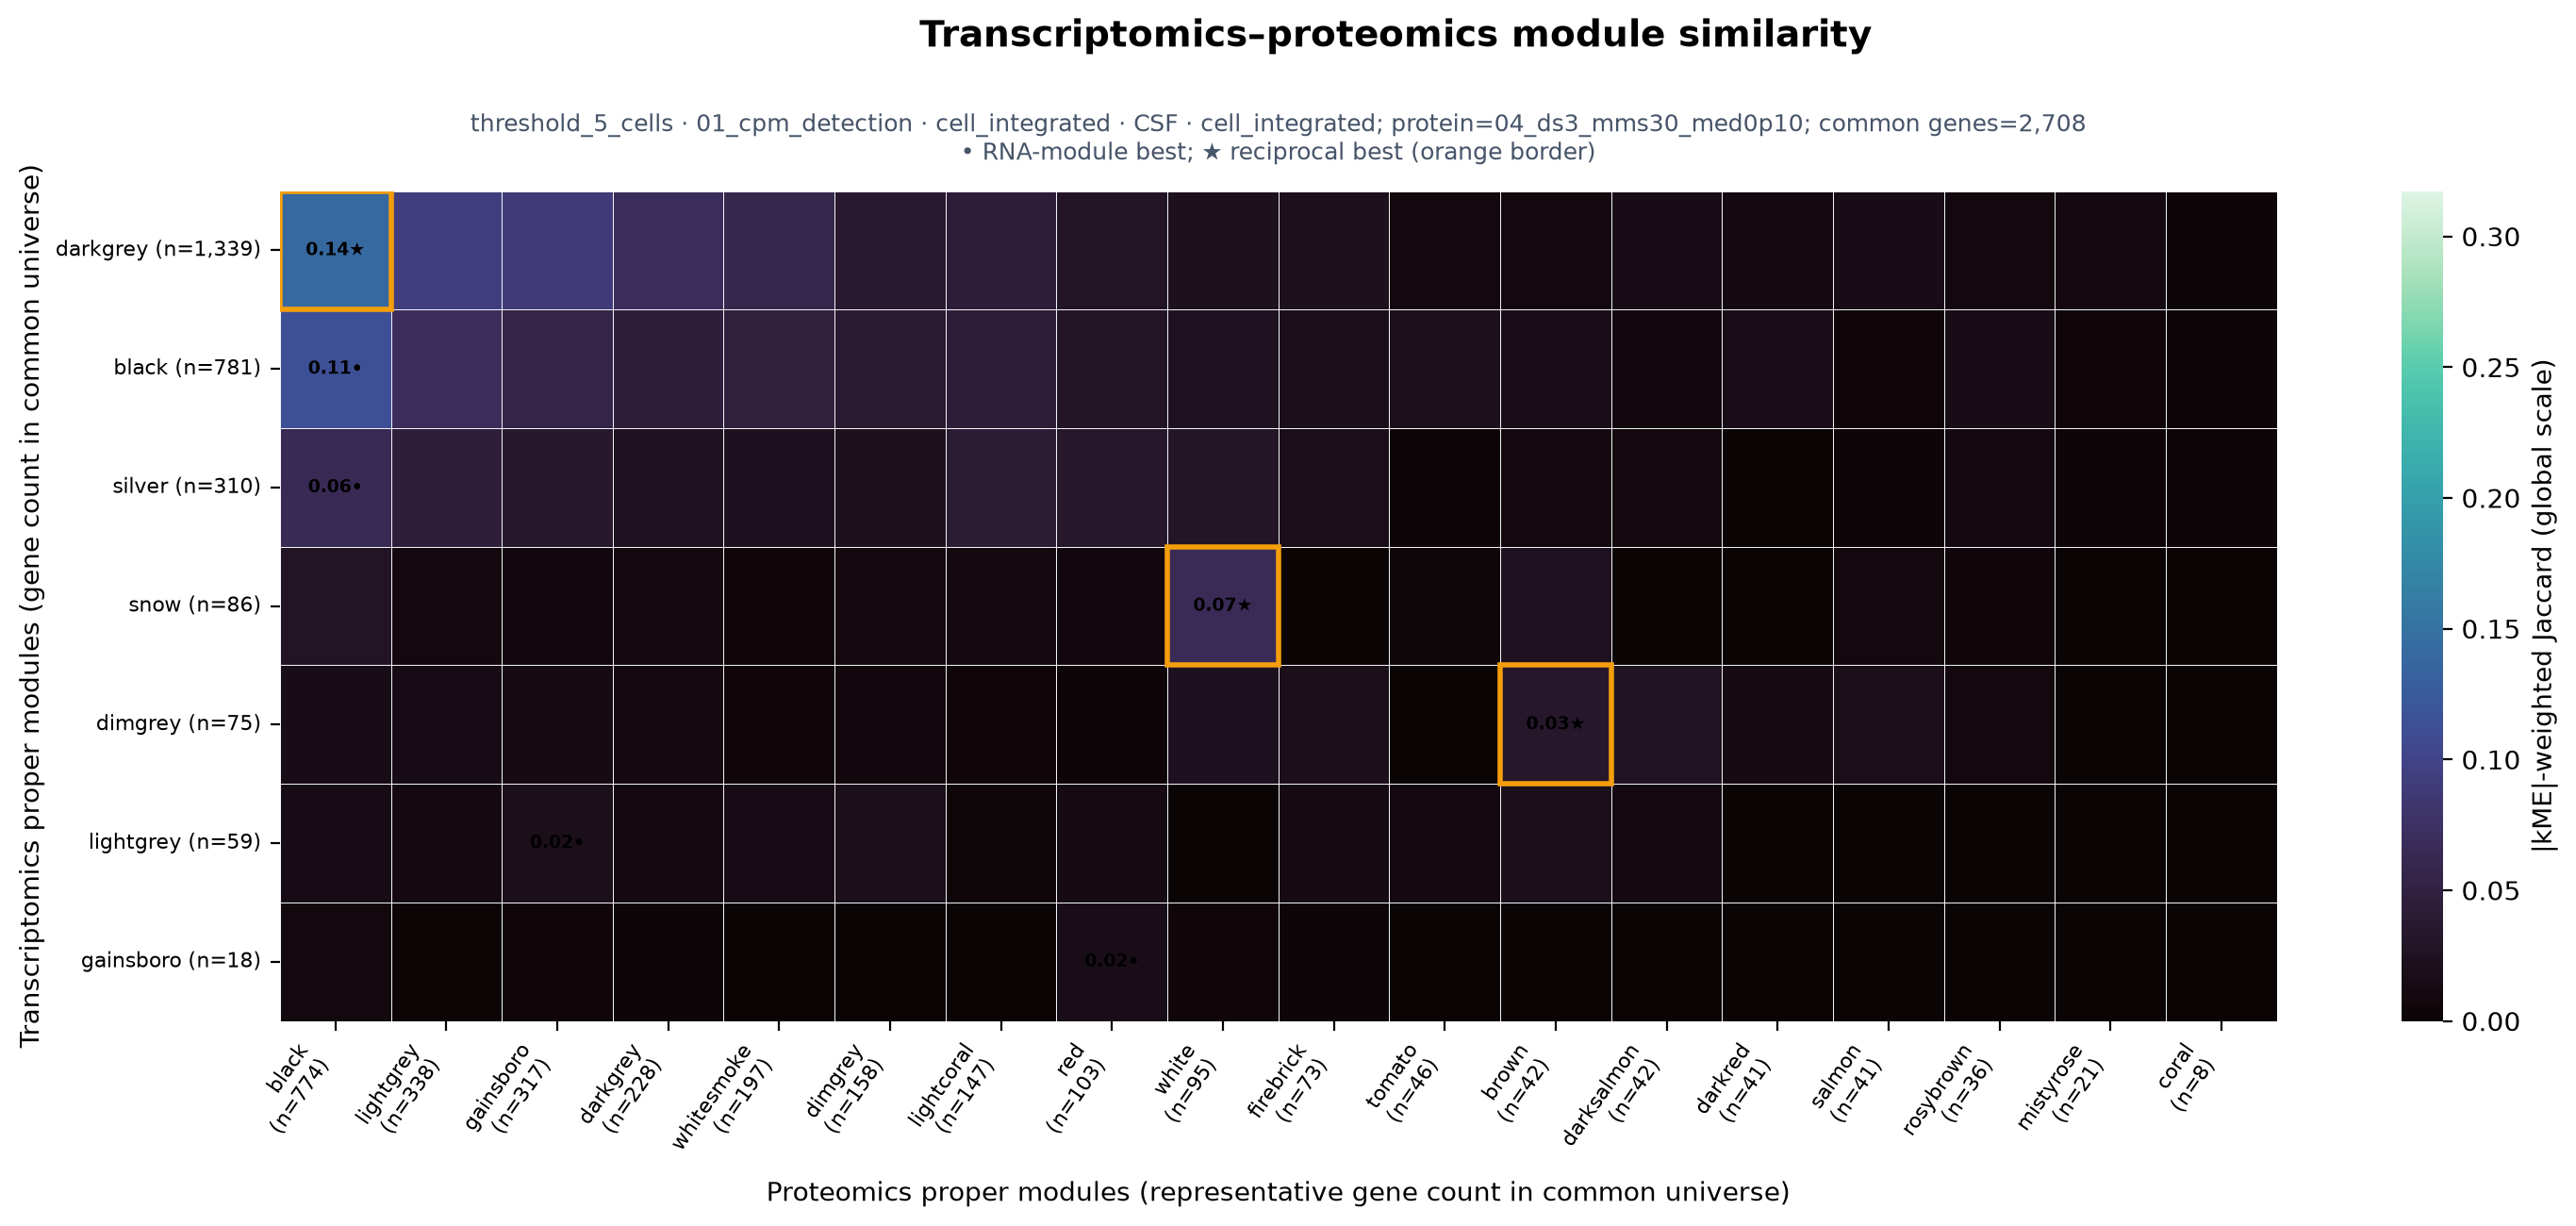 Transcriptomics–proteomics module similarity
threshold_5_cells · 01_cpm_detection · cell_integrated · CSF · cell_integrated; protein=04_ds3_mms30_med0p10; common genes=2,708
• RNA-module best; ★ reciprocal best (orange border)
Transcriptomics proper modules (gene count in common universe)
darkgrey (n=1,339)
black (n=781)
silver (n=310)
snow (n=86)
dimgrey (n=75)
lightgrey (n=59)
gainsboro (n=18)
0.14★
0.11•
0.06•
0.07★
0.03★
0.02•
0.02•
black
(n=774)
lightgrey
(n=338)
gainsboro
(n=317)
darkgrey
(n=228)
whitesmoke
(n=197)
dimgrey
(n=158)
lightcoral
(n=147)
red
(n=103)
white
(n=95)
firebrick
(n=73)
tomato
(n=46)
brown
(n=42)
darksalmon
(n=42)
darkred
(n=41)
salmon
(n=41)
rosybrown
(n=36)
mistyrose
(n=21)
coral
(n=8)
Proteomics proper modules (representative gene count in common universe)
0.30
0.25
0.20
0.15
0.10
0.05
0.00
|kME|-weighted Jaccard (global scale)